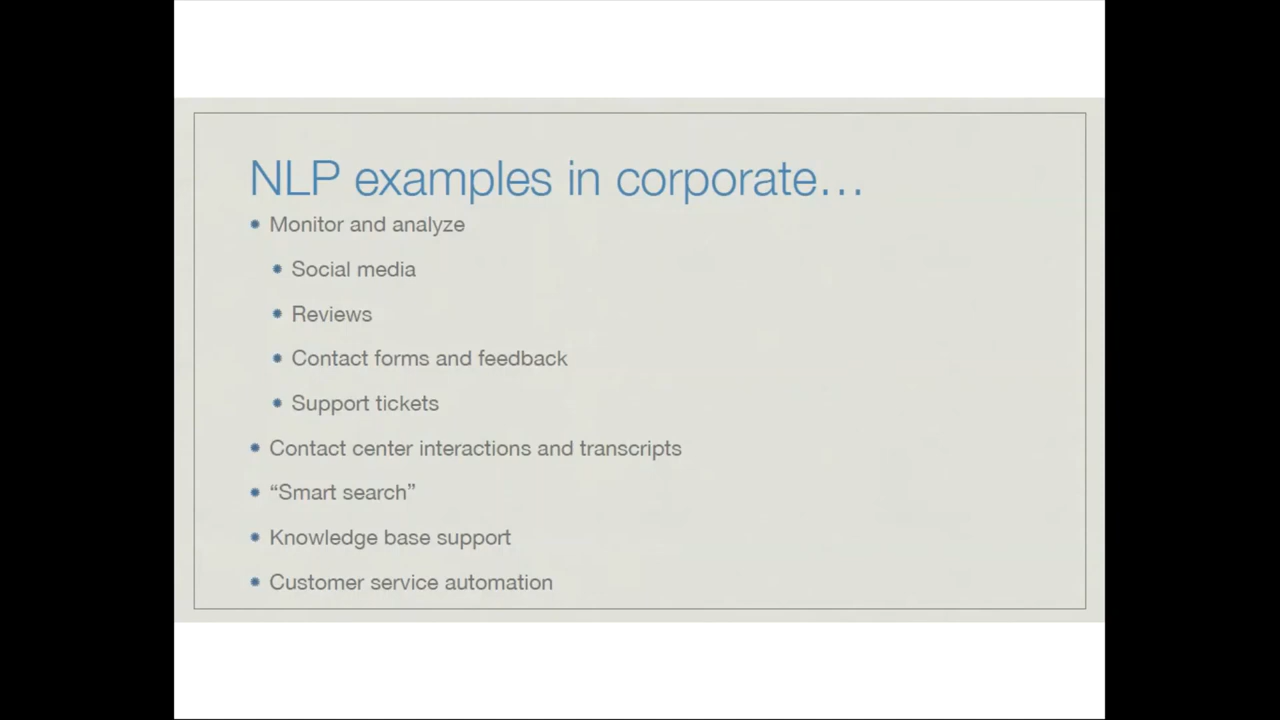 NLP examples in corporate…
• Monitor and analyze
• Social media
• Reviews
• Contact forms and feedback
• Support tickets
• Contact center interactions and transcripts
• “Smart search”
• Knowledge base support
• Customer service automation